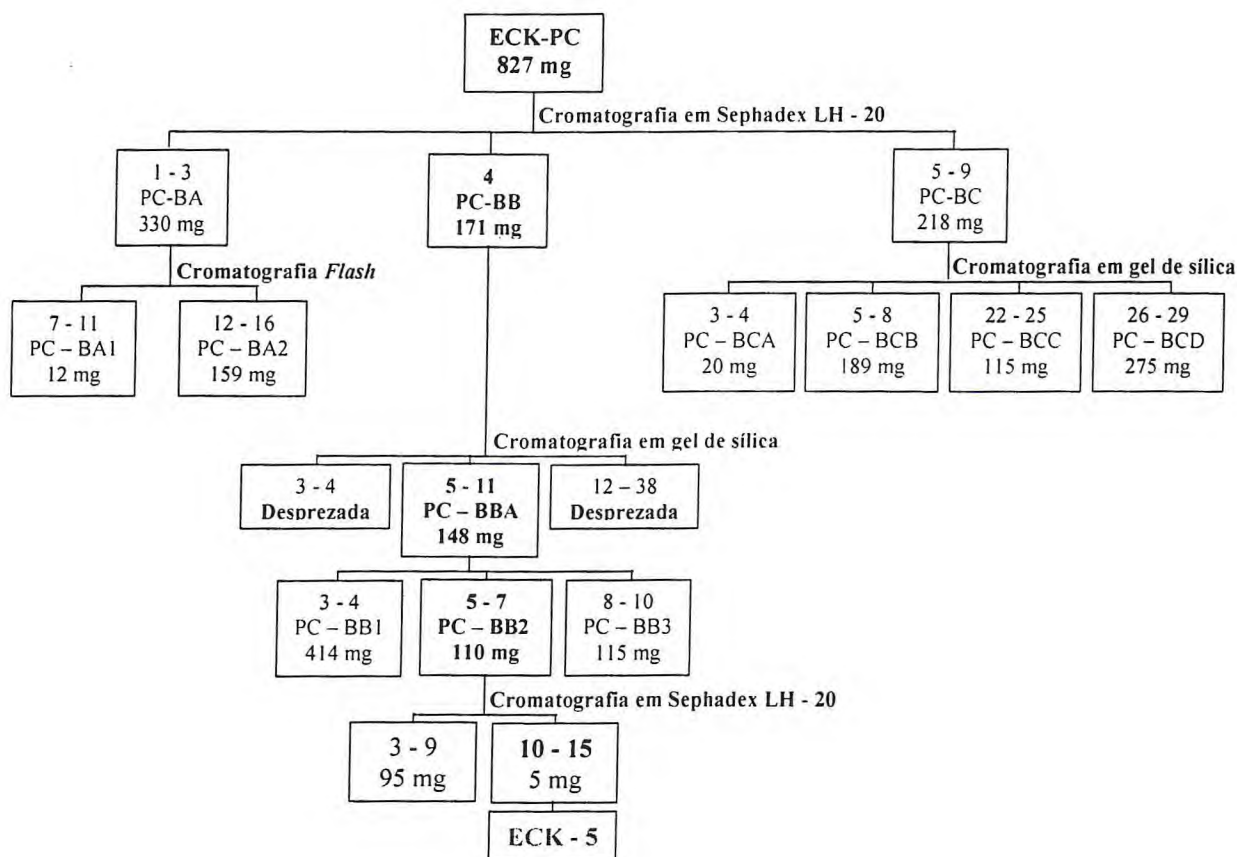 ECK-PC
827 mg
Cromatografia em Sephadex LH - 20
1 - 3
PC-BA
330 mg
4
PC-BB
171 mg
5 - 9
PC-BC
218 mg
Cromatografia Flash
Cromatografia em gel de sílica
7 - 11
PC – BA1
12 mg
12 - 16
PC – BA2
159 mg
3 - 4
PC – BCA
20 mg
5 - 8
PC – BCB
189 mg
22 - 25
PC – BCC
115 mg
26 - 29
PC – BCD
275 mg
Cromatografia em gel de sílica
3 - 4
Desprezada
5 - 11
PC – BBA
148 mg
12 – 38
Desprezada
3 - 4
PC – BB1
414 mg
5 - 7
PC – BB2
110 mg
8 - 10
PC – BB3
115 mg
Cromatografia em Sephadex LH - 20
3 - 9
95 mg
10 - 15
5 mg
ECK - 5